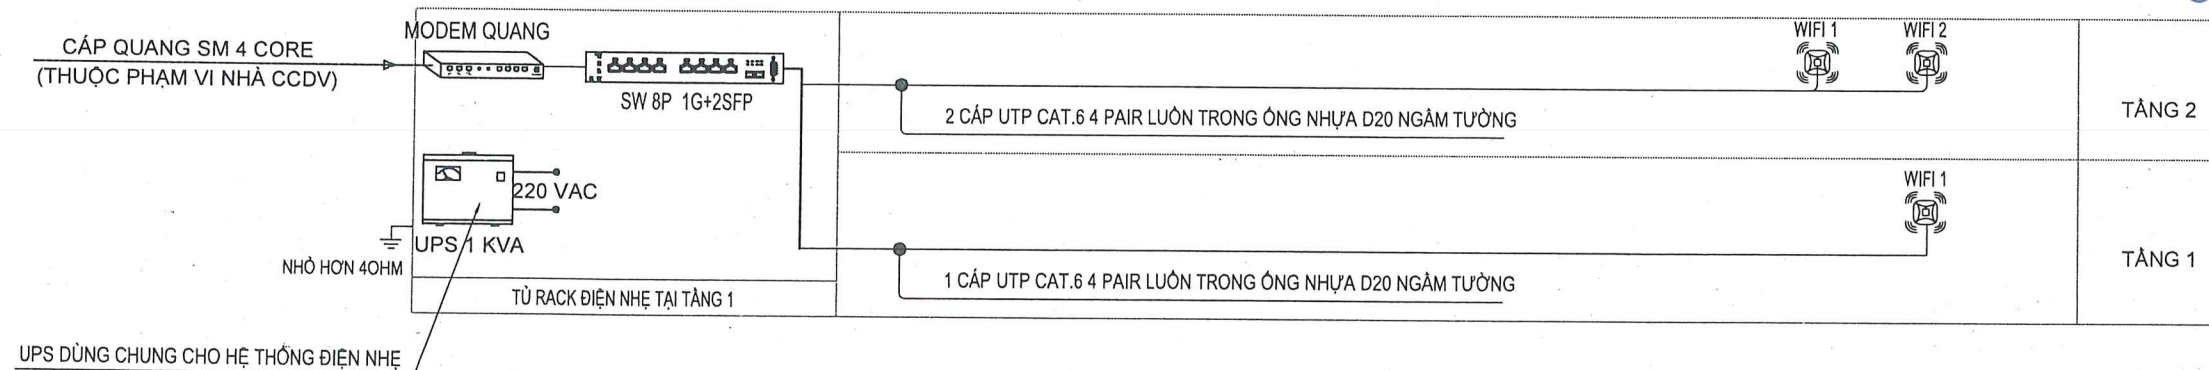 CÁP QUANG SM 4 CORE
(THUỘC PHẠM VI NHÀ CCDV)
MODEM QUANG
SW 8P 1G+2SFP
WIFI 1
WIFI 2
2 CÁP UTP CAT.6 4 PAIR LUỒN TRONG ỐNG NHỰA D20 NGẦM TƯỜNG
TẦNG 2
220 VAC
UPS 1 KVA
NHỎ HƠN 4OHM
TỦ RACK ĐIỆN NHẸ TẠI TẦNG 1
WIFI 1
1 CÁP UTP CAT.6 4 PAIR LUỒN TRONG ỐNG NHỰA D20 NGẦM TƯỜNG
TẦNG 1
UPS DÙNG CHUNG CHO HỆ THỐNG ĐIỆN NHẸ